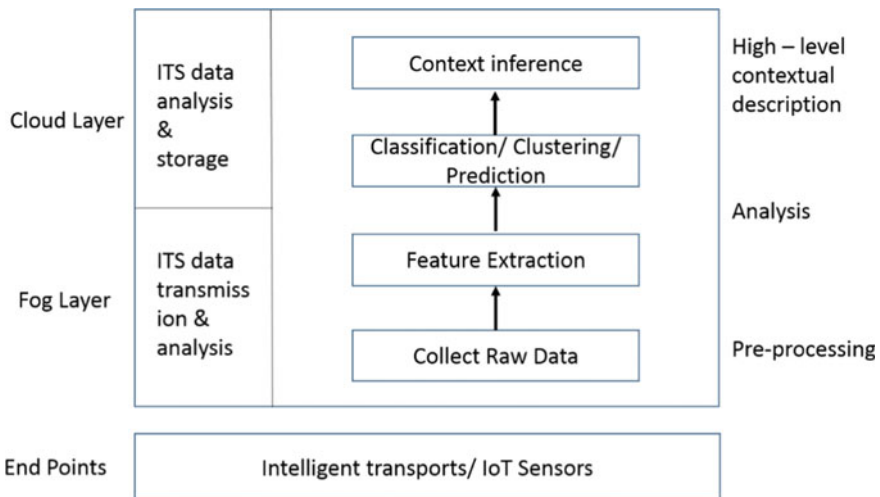 Cloud Layer
ITS data
analysis
&
storage
Context inference
High – level
contextual
description
Classification/ Clustering/
Prediction
Analysis
Fog Layer
ITS data
transmiss
ion &
analysis
Feature Extraction
Collect Raw Data
Pre-processing
End Points
Intelligent transports/ IoT Sensors